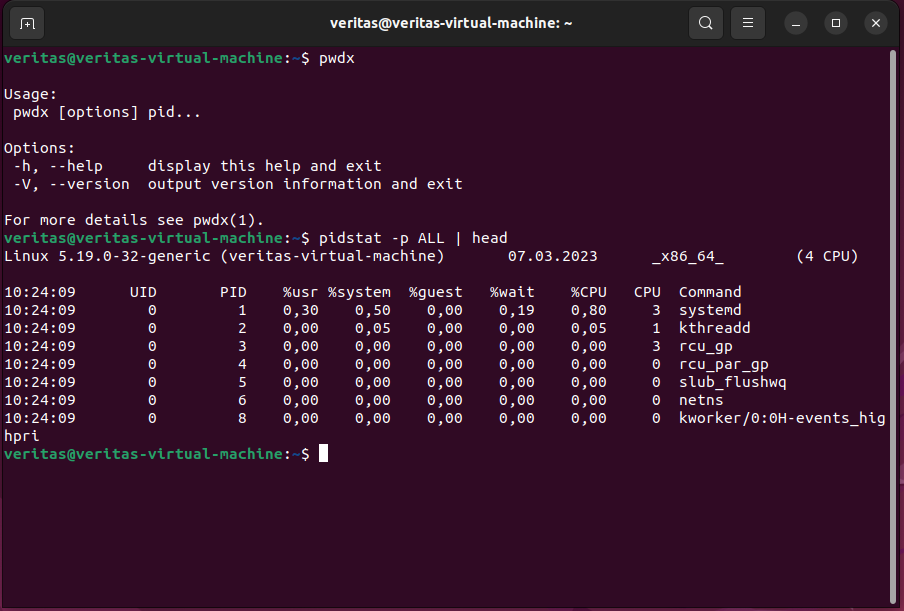 veritas@veritas-virtual-machine: ~
veritas@veritas-virtual-machine:~$ pwdx
Usage:
 pwdx [options] pid...
Options:
 -h, --help     display this help and exit
 -V, --version  output version information and exit
For more details see pwdx(1).
veritas@veritas-virtual-machine:~$ pidstat -p ALL | head
Linux 5.19.0-32-generic (veritas-virtual-machine)       07.03.2023      _x86_64_        (4 CPU)
10:24:09      UID       PID    %usr %system  %guest   %wait    %CPU   CPU  Command
10:24:09        0         1    0,30    0,50    0,00    0,19    0,80     3  systemd
10:24:09        0         2    0,00    0,05    0,00    0,00    0,05     1  kthreadd
10:24:09        0         3    0,00    0,00    0,00    0,00    0,00     3  rcu_gp
10:24:09        0         4    0,00    0,00    0,00    0,00    0,00     0  rcu_par_gp
10:24:09        0         5    0,00    0,00    0,00    0,00    0,00     0  slub_flushwq
10:24:09        0         6    0,00    0,00    0,00    0,00    0,00     0  netns
10:24:09        0         8    0,00    0,00    0,00    0,00    0,00     0  kworker/0:0H-events_hig
hpri
veritas@veritas-virtual-machine:~$